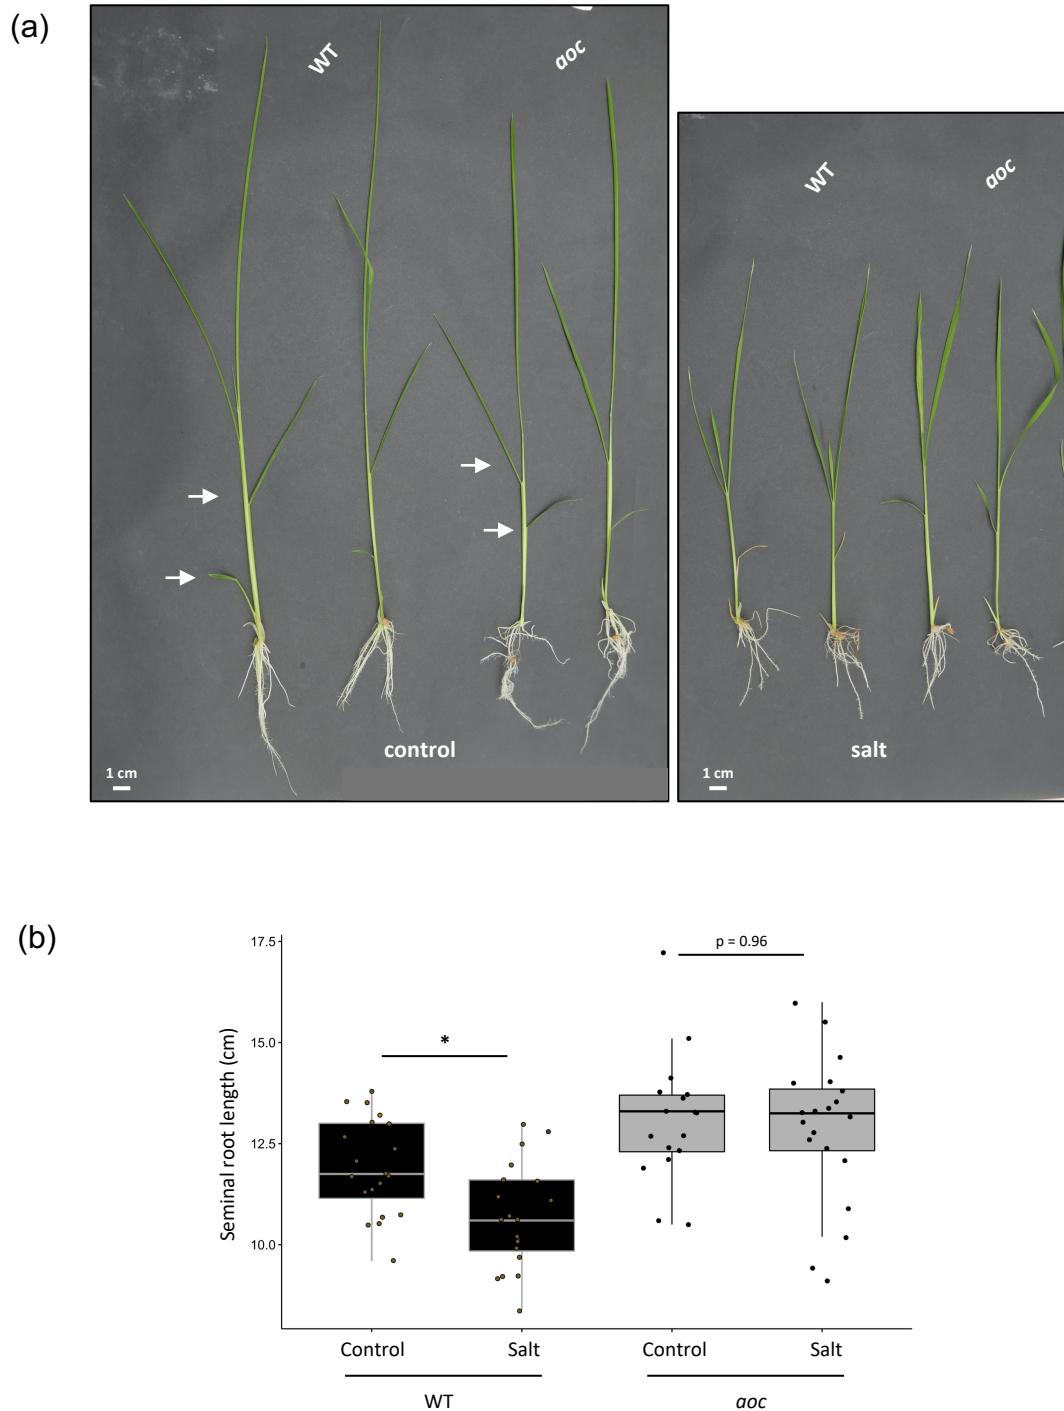 (a)
WT
aoc
control
1 cm
WT
aoc
salt
1 cm
(b)
Seminal root length (cm)
17.5
15.0
12.5
10.0
*
p = 0.96
Control
Salt
Control
Salt
WT
aoc